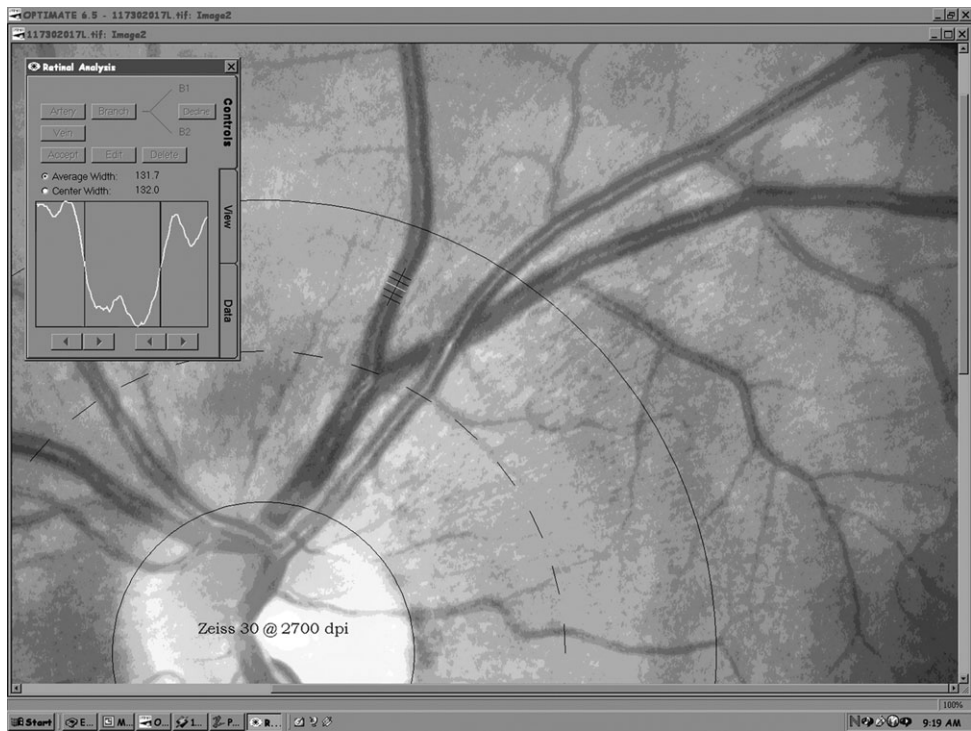 OPTIMATE 6.5 - 117302017L.tif: Image2
117302017L.tif: Image2
Retinal Analysis
B1
Artery Branch Decline
Vein
B2
Accept Edit Delete
Average Width: 131.7
Center Width: 132.0
Controls
View
Data
Zeiss 30 @ 2700 dpi
100%
Start E... M... O... 1... P... R... 9:19 AM